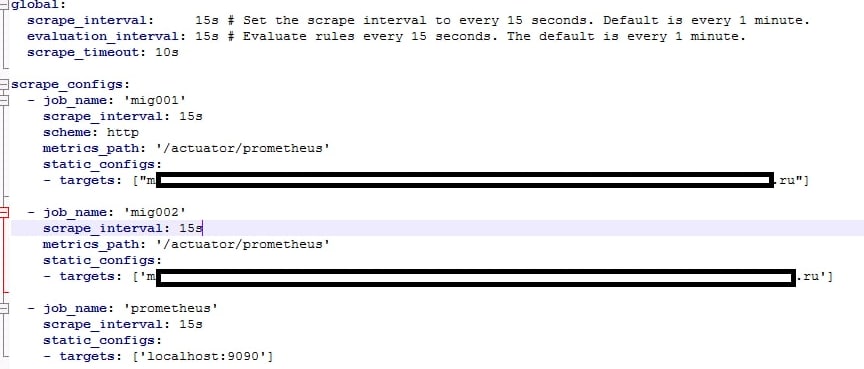 global:
  scrape_interval:     15s # Set the scrape interval to every 15 seconds. Default is every 1 minute.
  evaluation_interval: 15s # Evaluate rules every 15 seconds. The default is every 1 minute.
  scrape_timeout: 10s
scrape_configs:
  - job_name: 'mig001'
    scrape_interval: 15s
    scheme: http
    metrics_path: '/actuator/prometheus'
    static_configs:
    - targets: ["m .ru"]
  - job_name: 'mig002'
    scrape_interval: 15s
    metrics_path: '/actuator/prometheus'
    static_configs:
    - targets: ['m .ru']
  - job_name: 'prometheus'
    scrape_interval: 15s
    static_configs:
    - targets: ['localhost:9090']